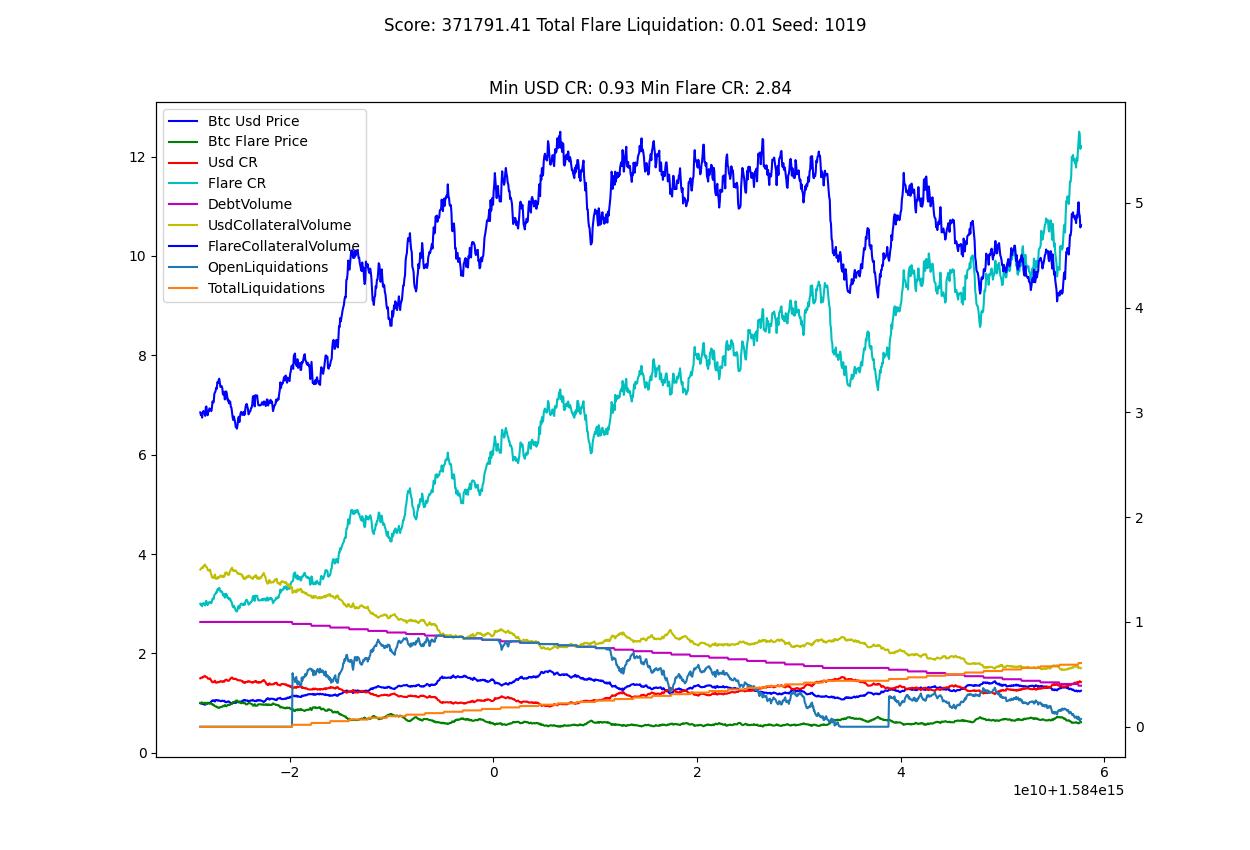 Score: 371791.41 Total Flare Liquidation: 0.01 Seed: 1019
Min USD CR: 0.93 Min Flare CR: 2.84
Btc Usd Price
Btc Flare Price
Usd CR
Flare CR
DebtVolume
UsdCollateralVolume
FlareCollateralVolume
OpenLiquidations
TotalLiquidations
12
10
8
6
4
2
0
5
4
3
2
1
0
−2
0
2
4
6
1e10+1.584e15